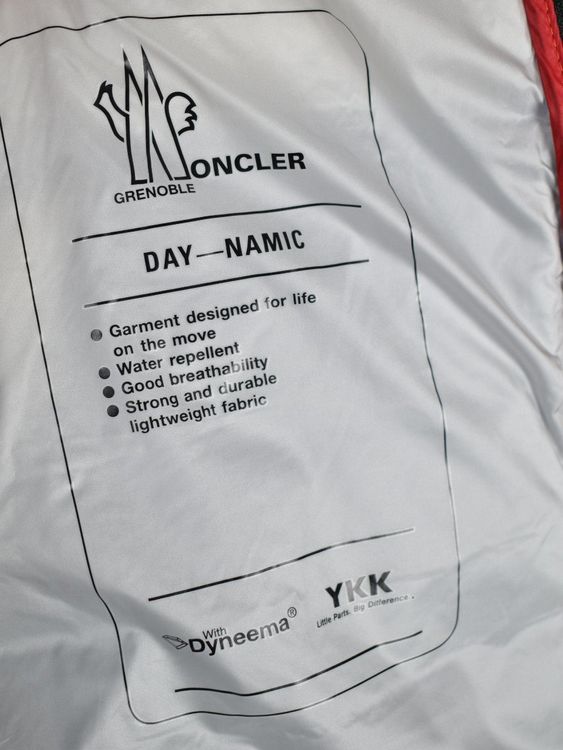 MONCLER
GRENOBLE
DAY—NAMIC
● Garment designed for life
on the move
● Water repellent
● Good breathability
● Strong and durable
lightweight fabric
With
Dyneema®
YKK
Little Parts. Big Difference.